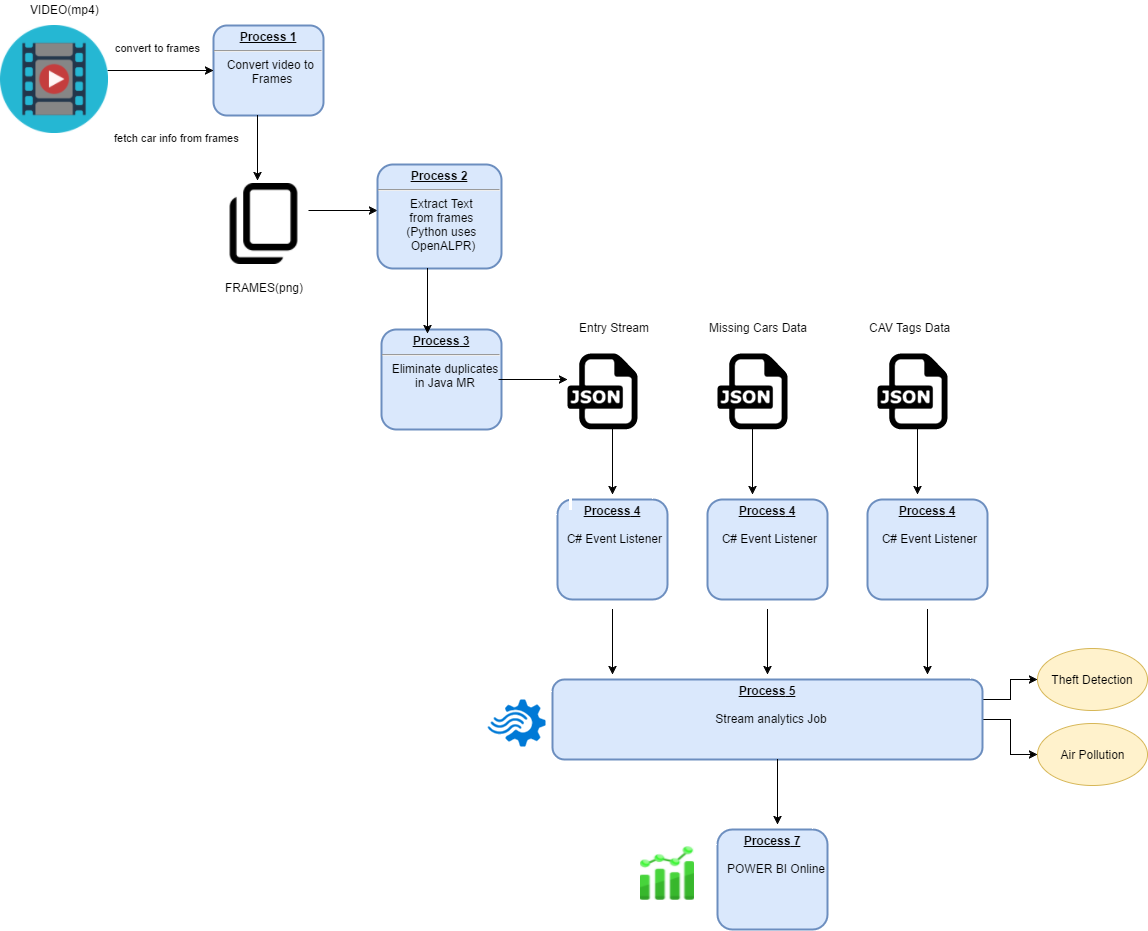 VIDEO(mp4)
convert to frames
Process 1
Convert video to
Frames
fetch car info from frames
FRAMES(png)
Process 2
Extract Text
from frames
(Python uses
OpenALPR)
Process 3
Eliminate duplicates
in Java MR
Entry Stream
Missing Cars Data
CAV Tags Data
JSON
JSON
JSON
Process 4
C# Event Listener
Process 4
C# Event Listener
Process 4
C# Event Listener
Process 5
Stream analytics Job
Theft Detection
Air Pollution
Process 7
POWER BI Online